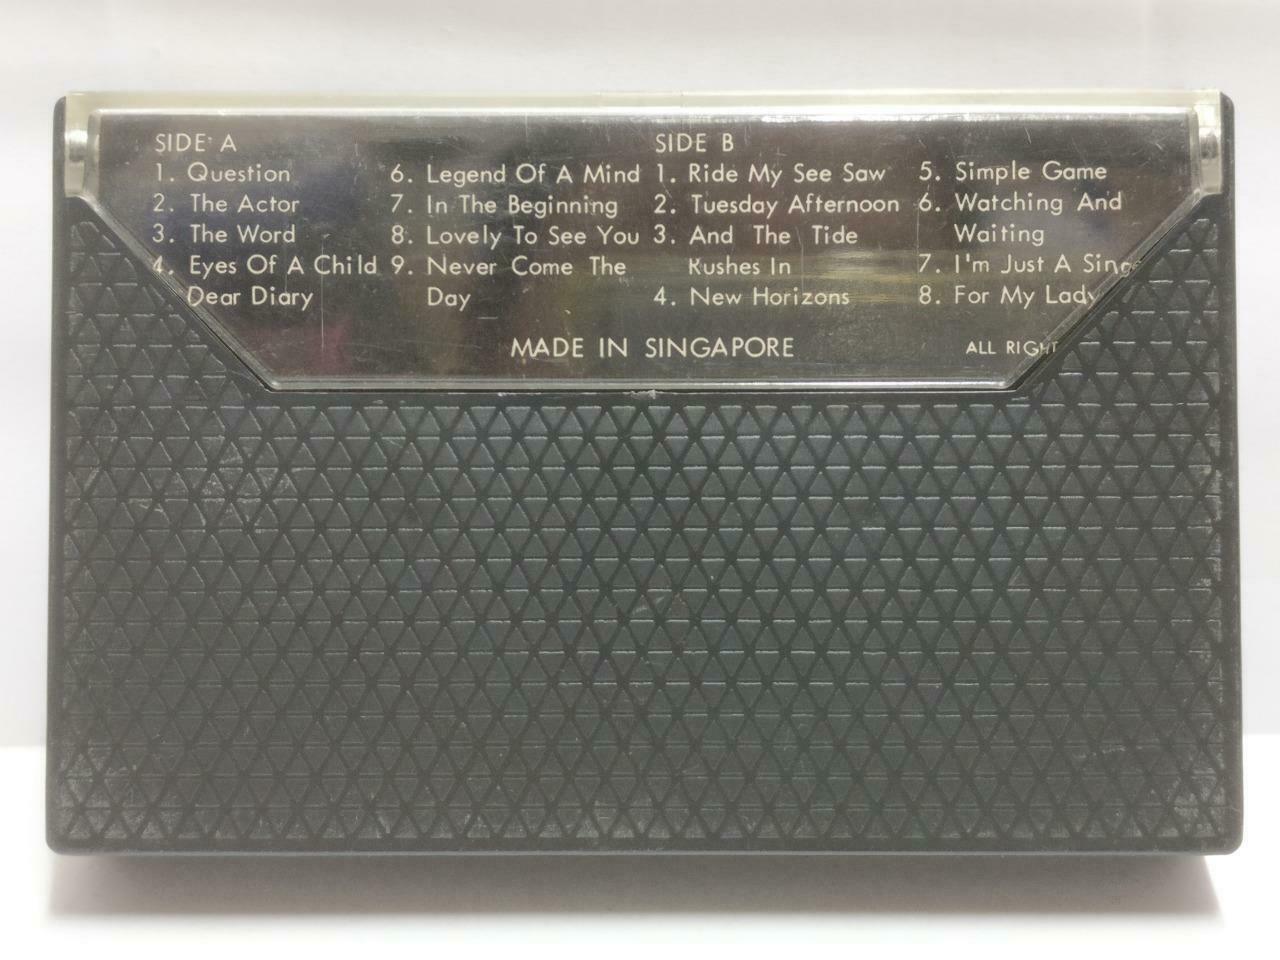 SIDE A
1. Question
2. The Actor
3. The Word
4. Eyes Of A Child
Dear Diary
6. Legend Of A Mind
7. In The Beginning
8. Lovely To See You
9. Never Come The
Day
SIDE B
1. Ride My See Saw
2. Tuesday Afternoon
3. And The Tide
Rushes In
4. New Horizons
5. Simple Game
6. Watching And
Waiting
7. I'm Just A
8. For My Lady
MADE IN SINGAPORE
ALL